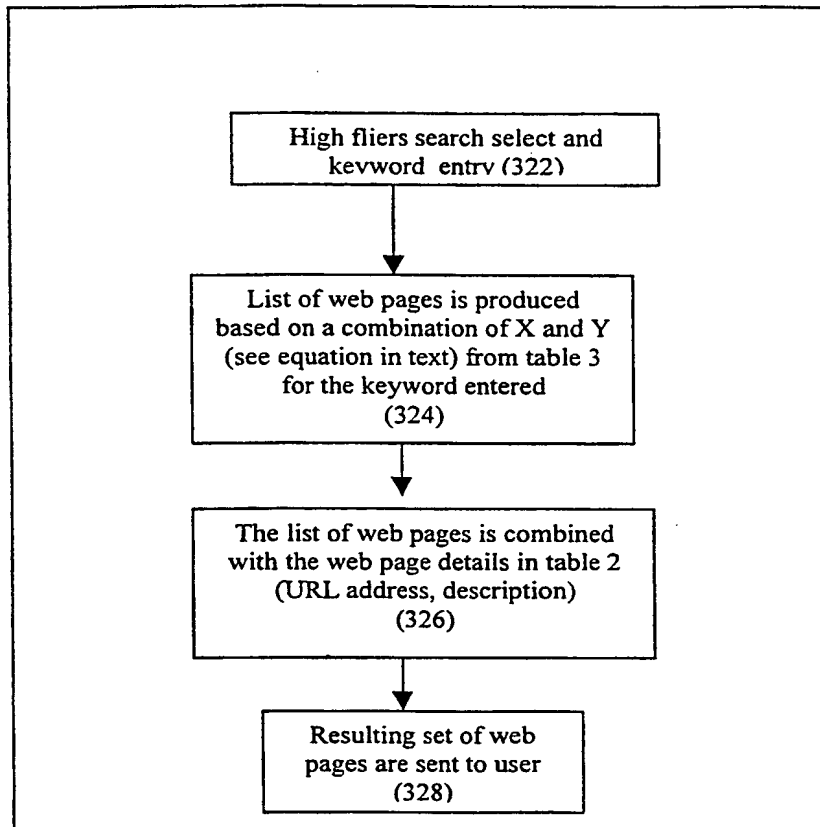 High fliers search select and
keyword entry (322)
List of web pages is produced
based on a combination of X and Y
(see equation in text) from table 3
for the keyword entered
(324)
The list of web pages is combined
with the web page details in table 2
(URL address, description)
(326)
Resulting set of web
pages are sent to user
(328)